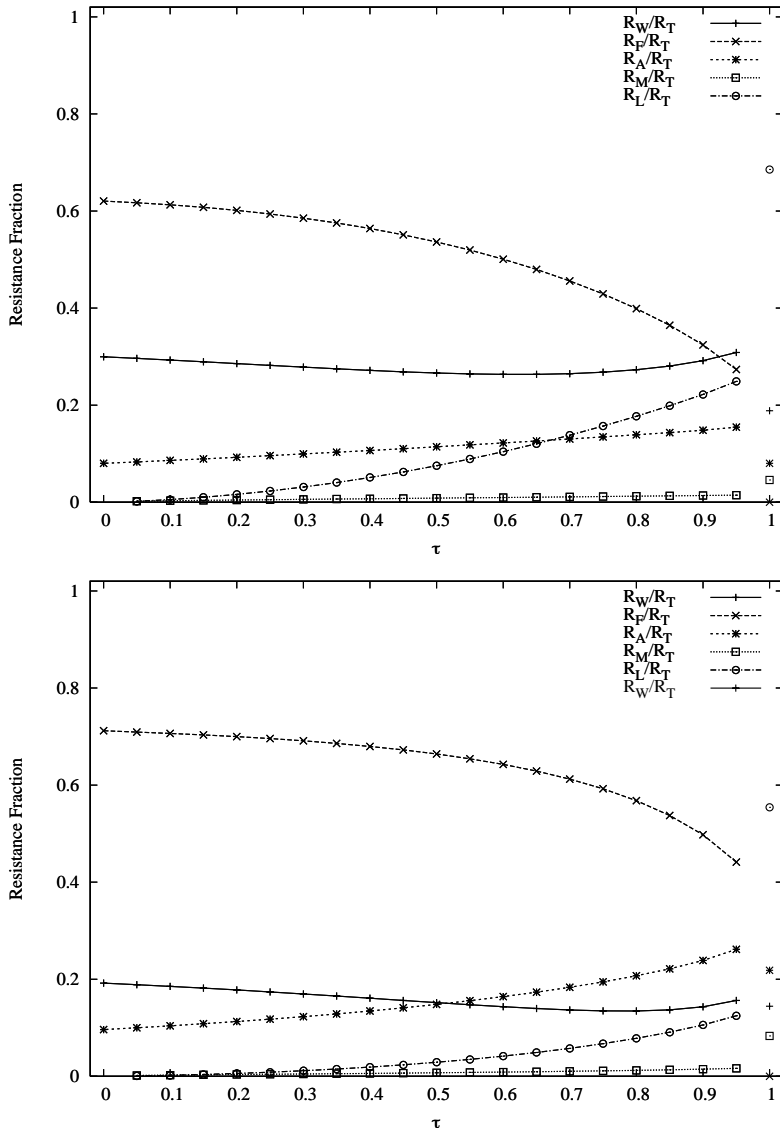 1
0.8
0.6
0.4
0.2
0
Resistance Fraction
R_W/R_T
R_F/R_T
R_A/R_T
R_M/R_T
R_L/R_T
0 0.1 0.2 0.3 0.4 0.5 0.6 0.7 0.8 0.9 1
τ
1
0.8
0.6
0.4
0.2
0
Resistance Fraction
R_W/R_T
R_F/R_T
R_A/R_T
R_M/R_T
R_L/R_T
R_W/R_T
0 0.1 0.2 0.3 0.4 0.5 0.6 0.7 0.8 0.9 1
τ